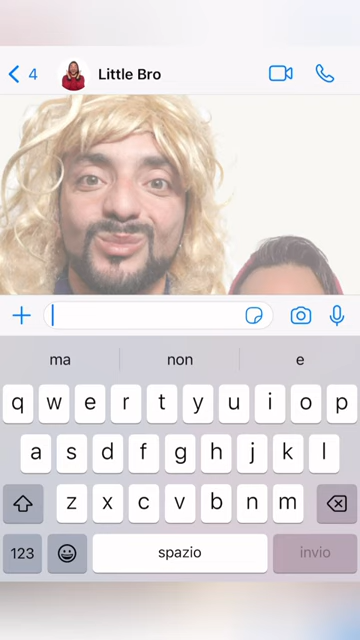 4 Little Bro
ma non e
q w e r t y u i o p
a s d f g h j k l
z x c v b n m
123 spazio invio